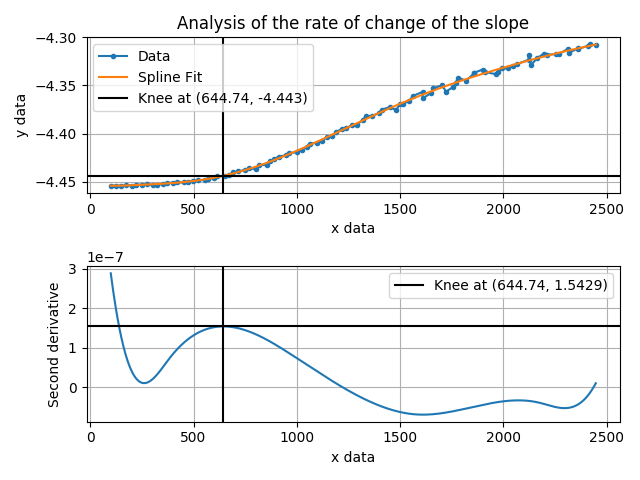 Analysis of the rate of change of the slope
−4.30
−4.35
−4.40
−4.45
y data
Data
Spline Fit
Knee at (644.74, -4.443)
0 500 1000 1500 2000 2500
x data
1e−7
3
2
1
0
Second derivative
Knee at (644.74, 1.5429)
0 500 1000 1500 2000 2500
x data